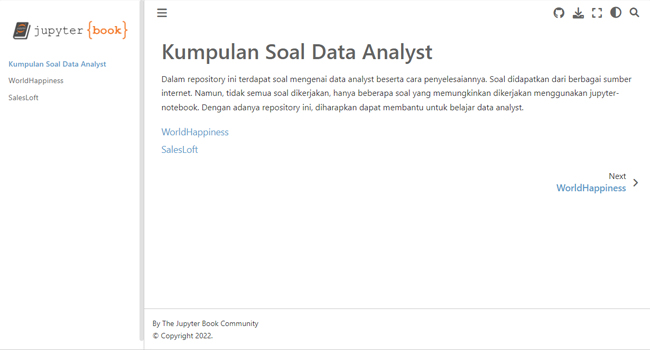 jupyter {book}
Kumpulan Soal Data Analyst
WorldHappiness
SalesLoft
Kumpulan Soal Data Analyst
Dalam repository ini terdapat soal mengenai data analyst beserta cara penyelesaiannya. Soal didapatkan dari berbagai sumber
internet. Namun, tidak semua soal dikerjakan, hanya beberapa soal yang memungkinkan dikerjakan menggunakan jupyter-
notebook. Dengan adanya repository ini, diharapkan dapat membantu untuk belajar data analyst.
WorldHappiness
SalesLoft
Next
WorldHappiness
By The Jupyter Book Community
© Copyright 2022.